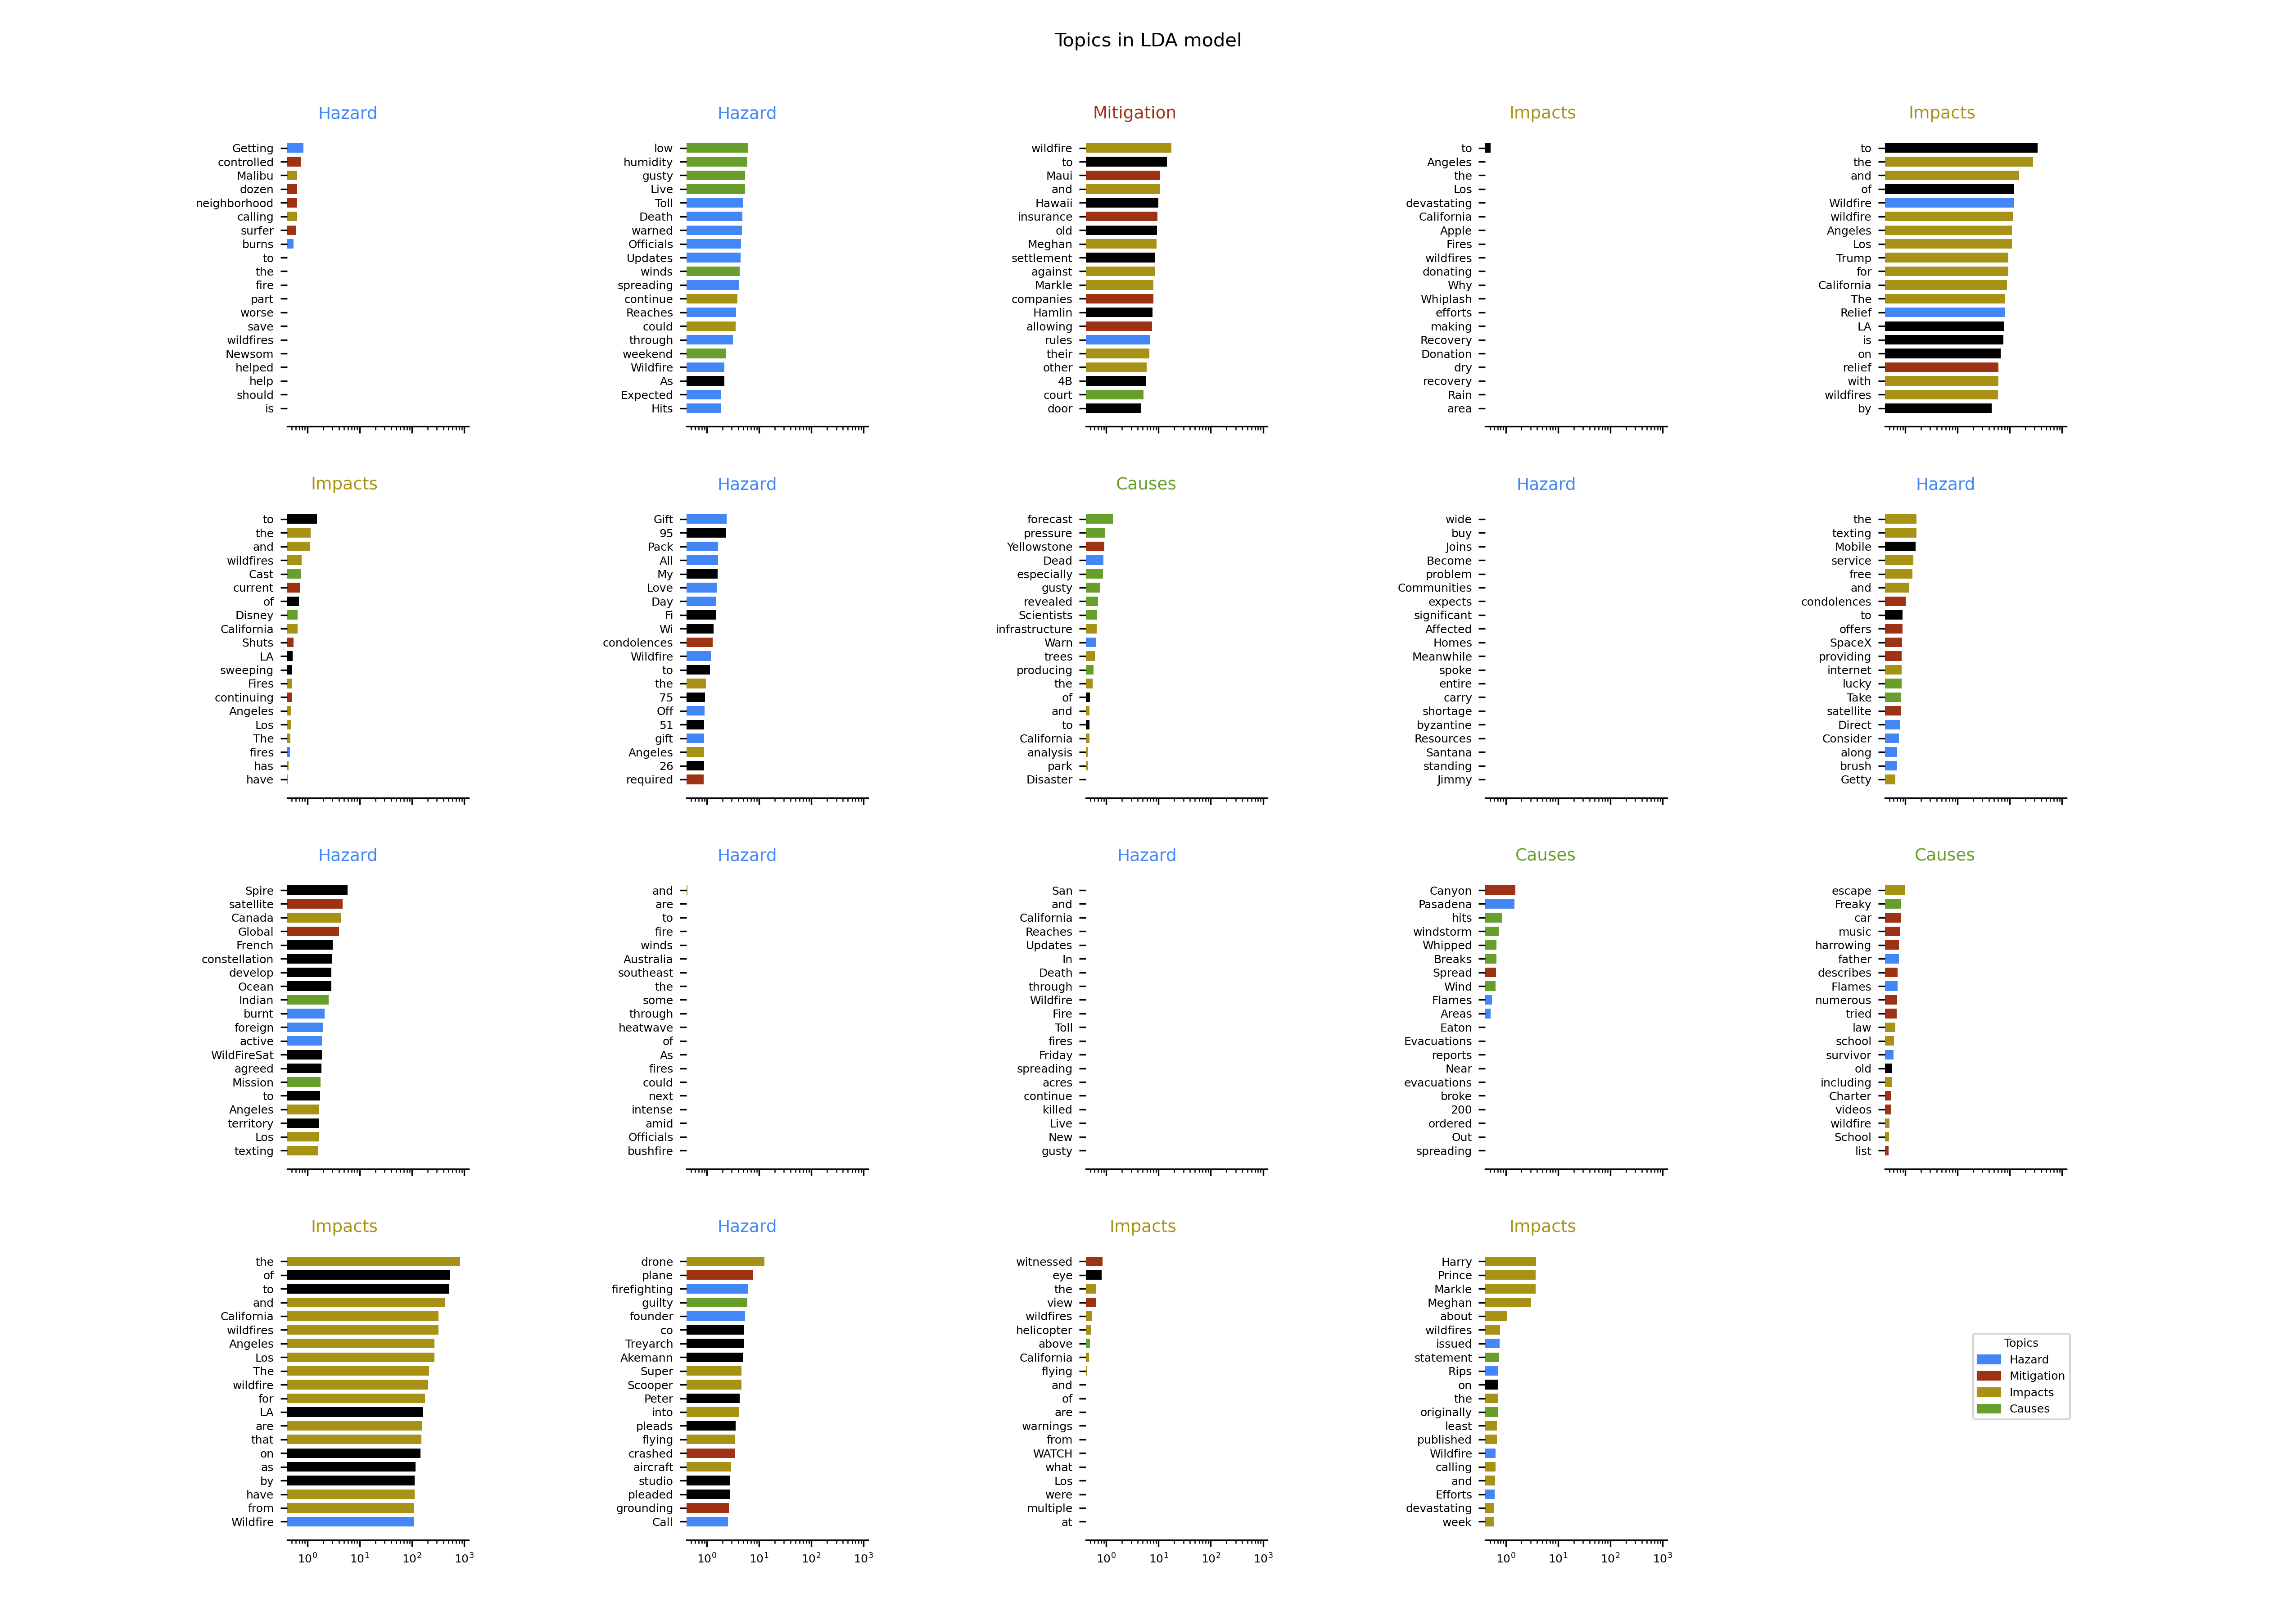 Topics in LDA model
Hazard
Getting
controlled
Malibu
dozen
neighborhood
calling
surfer
burns
to
the
fire
part
worse
save
wildfires
Newsom
helped
help
should
is
Hazard
low
humidity
gusty
Live
Toll
Death
warned
Officials
Updates
winds
spreading
continue
Reaches
could
through
weekend
Wildfire
As
Expected
Hits
Mitigation
wildfire
to
Maui
and
Hawaii
insurance
old
Meghan
settlement
against
Markle
companies
Hamlin
allowing
rules
their
other
4B
court
door
Impacts
to
Angeles
the
Los
devastating
California
Apple
Fires
wildfires
donating
Why
Whiplash
efforts
making
Recovery
Donation
dry
recovery
Rain
area
Impacts
to
the
and
of
Wildfire
wildfire
Angeles
Los
Trump
for
California
The
Relief
LA
is
on
relief
with
wildfires
by
Impacts
to
the
and
wildfires
Cast
current
of
Disney
California
Shuts
LA
sweeping
Fires
continuing
Angeles
Los
The
fires
has
have
Hazard
Gift
95
Pack
All
My
Love
Day
Fi
Wi
condolences
Wildfire
to
the
75
Off
51
gift
Angeles
26
required
Causes
forecast
pressure
Yellowstone
Dead
especially
gusty
revealed
Scientists
infrastructure
Warn
trees
producing
the
of
and
to
California
analysis
park
Disaster
Hazard
wide
buy
Joins
Become
problem
Communities
expects
significant
Affected
Homes
Meanwhile
spoke
entire
carry
shortage
byzantine
Resources
Santana
standing
Jimmy
Hazard
the
texting
Mobile
service
free
and
condolences
to
offers
SpaceX
providing
internet
lucky
Take
satellite
Direct
Consider
along
brush
Getty
Hazard
Spire
satellite
Canada
Global
French
constellation
develop
Ocean
Indian
burnt
foreign
active
WildFireSat
agreed
Mission
to
Angeles
territory
Los
texting
Hazard
and
are
to
fire
winds
Australia
southeast
the
some
through
heatwave
of
As
fires
could
next
intense
amid
Officials
bushfire
Hazard
San
and
California
Reaches
Updates
In
Death
through
Wildfire
Fire
Toll
fires
Friday
spreading
acres
continue
killed
Live
New
gusty
Causes
Canyon
Pasadena
hits
windstorm
Whipped
Breaks
Spread
Wind
Flames
Areas
Eaton
Evacuations
reports
Near
evacuations
broke
200
ordered
Out
spreading
Causes
escape
Freaky
car
music
harrowing
father
describes
Flames
numerous
tried
law
school
survivor
old
including
Charter
videos
wildfire
School
list
Impacts
the
of
to
and
California
wildfires
Angeles
Los
The
wildfire
for
LA
are
that
on
as
by
have
from
Wildfire
10⁰ 10¹ 10² 10³
Hazard
drone
plane
firefighting
guilty
founder
co
Treyarch
Akemann
Super
Scooper
Peter
into
pleads
flying
crashed
aircraft
studio
pleaded
grounding
Call
10⁰ 10¹ 10² 10³
Impacts
witnessed
eye
the
view
wildfires
helicopter
above
California
flying
and
of
are
warnings
from
WATCH
what
Los
were
multiple
at
10⁰ 10¹ 10² 10³
Impacts
Harry
Prince
Markle
Meghan
about
wildfires
issued
statement
Rips
on
the
originally
least
published
Wildfire
calling
and
Efforts
devastating
week
10⁰ 10¹ 10² 10³
Topics
Hazard
Mitigation
Impacts
Causes